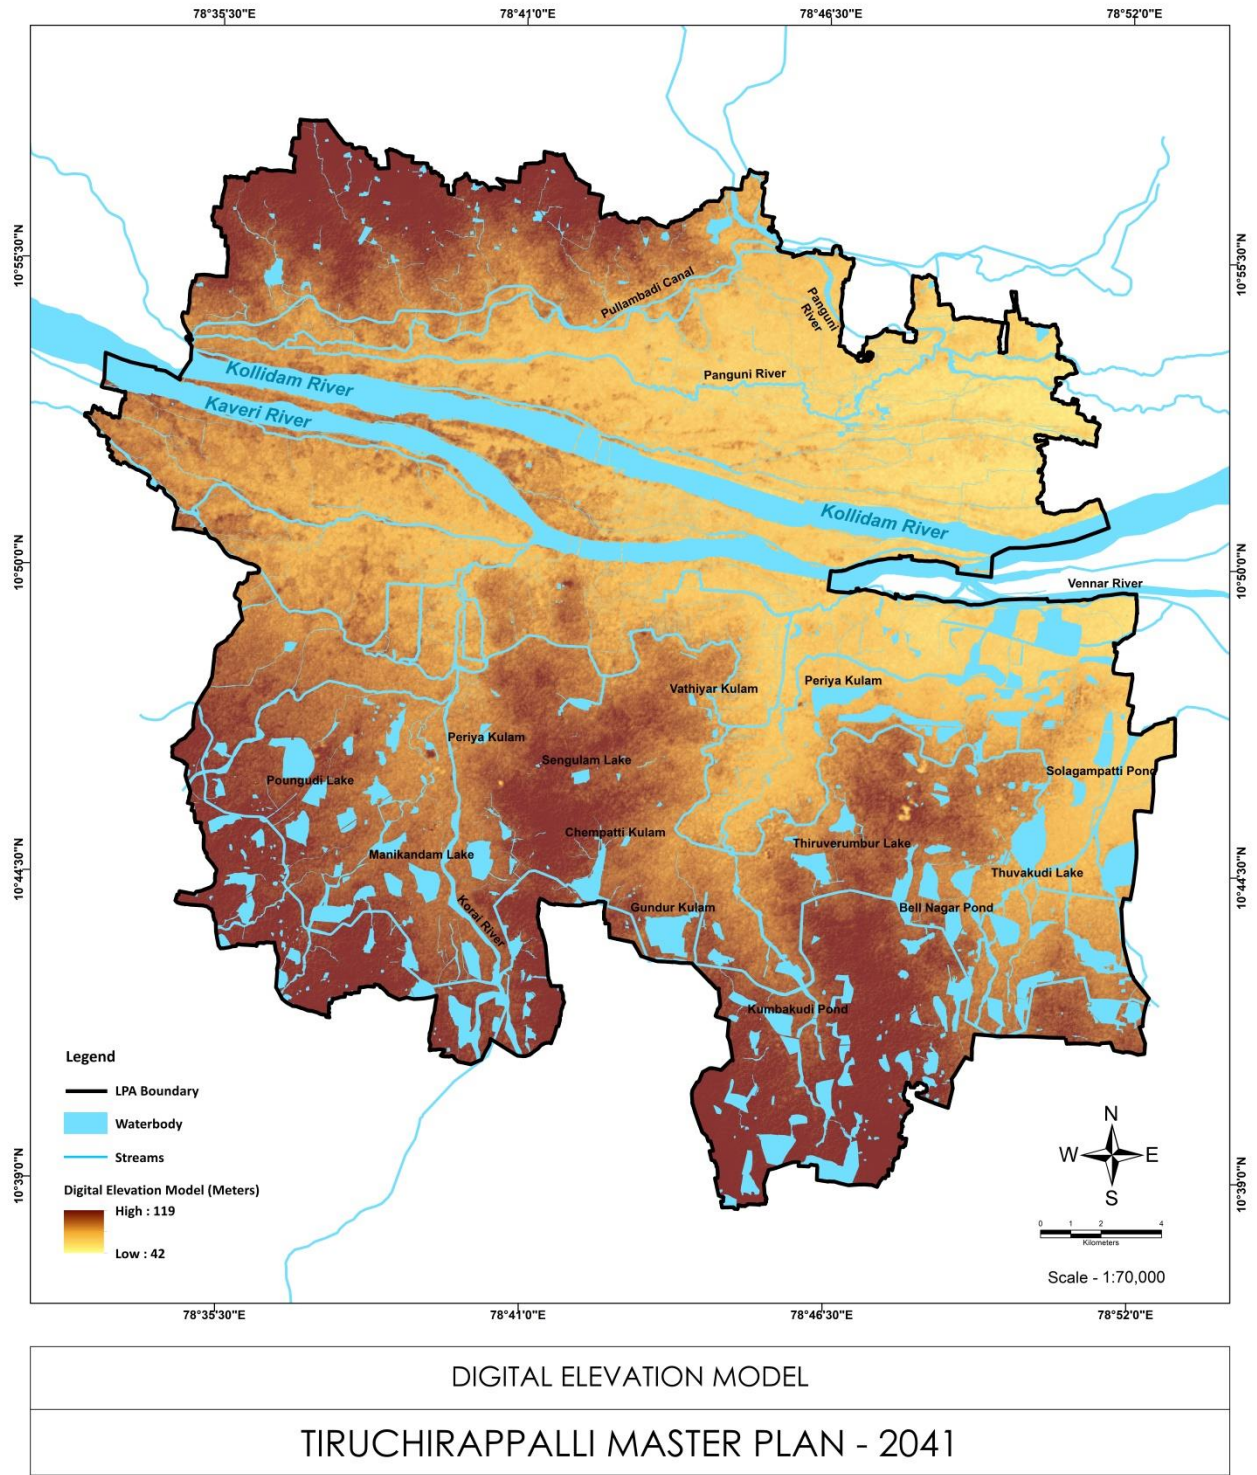 78°35'30"E
78°41'0"E
78°46'30"E
78°52'0"E
10°55'30"N
10°55'30"N
Pullambadi Canal
Panguni
River
Panguni River
Kollidam River
Kaveri River
Kollidam River
10°50'0"N
10°50'0"N
Vennar River
Vathiyar Kulam
Periya Kulam
Periya Kulam
Sengulam Lake
Poungudi Lake
Solagampatti Pond
Chempatti Kulam
Thiruverumbur Lake
Manikandam Lake
Thuvakudi Lake
10°44'30"N
10°44'30"N
Korai River
Gundur Kulam
Bell Nagar Pond
Kumbakudi Pond
Legend
LPA Boundary
Waterbody
Streams
Digital Elevation Model (Meters)
High : 119
Low : 42
N
W E
S
10°39'0"N
10°39'0"N
0 1 2 4
Kilometers
Scale - 1:70,000
78°35'30"E
78°41'0"E
78°46'30"E
78°52'0"E
DIGITAL ELEVATION MODEL
TIRUCHIRAPPALLI MASTER PLAN - 2041